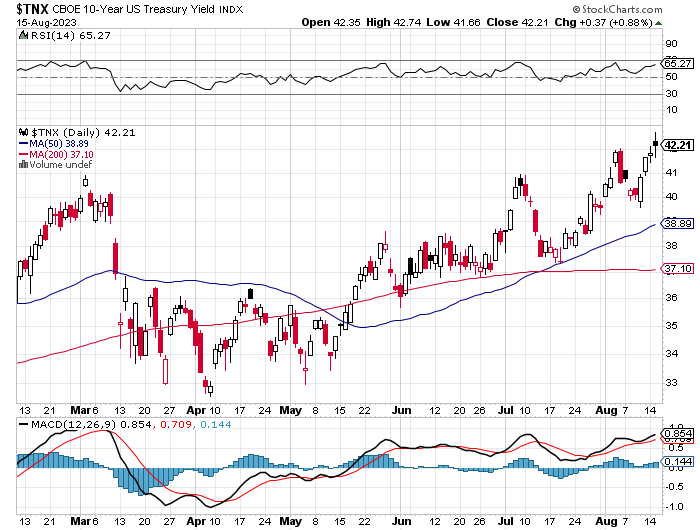 $TNX CBOE 10-Year US Treasury Yield INDX
© StockCharts.com
15-Aug-2023
Open 42.35 High 42.74 Low 41.66 Close 42.21 Chg +0.37 (+0.88%)
RSI(14) 65.27
90
70
65.27
50
30
10
$TNX (Daily) 42.21
MA(50) 38.89
MA(200) 37.10
Volume undef
42.21
41
40
38.89
38
37.10
36
35
34
33
13 21 Mar 6 13 20 27 Apr 10 17 24 May 8 15 22 Jun 12 20 26 Jul 10 17 24 Aug 7 14
MACD(12,26,9) 0.854, 0.709, 0.144
1.0
0.854
0.709
0.5
0.144
0.0
-0.5
-1.0
13 21 Mar 6 13 20 27 Apr 10 17 24 May 8 15 22 Jun 12 20 26 Jul 10 17 24 Aug 7 14